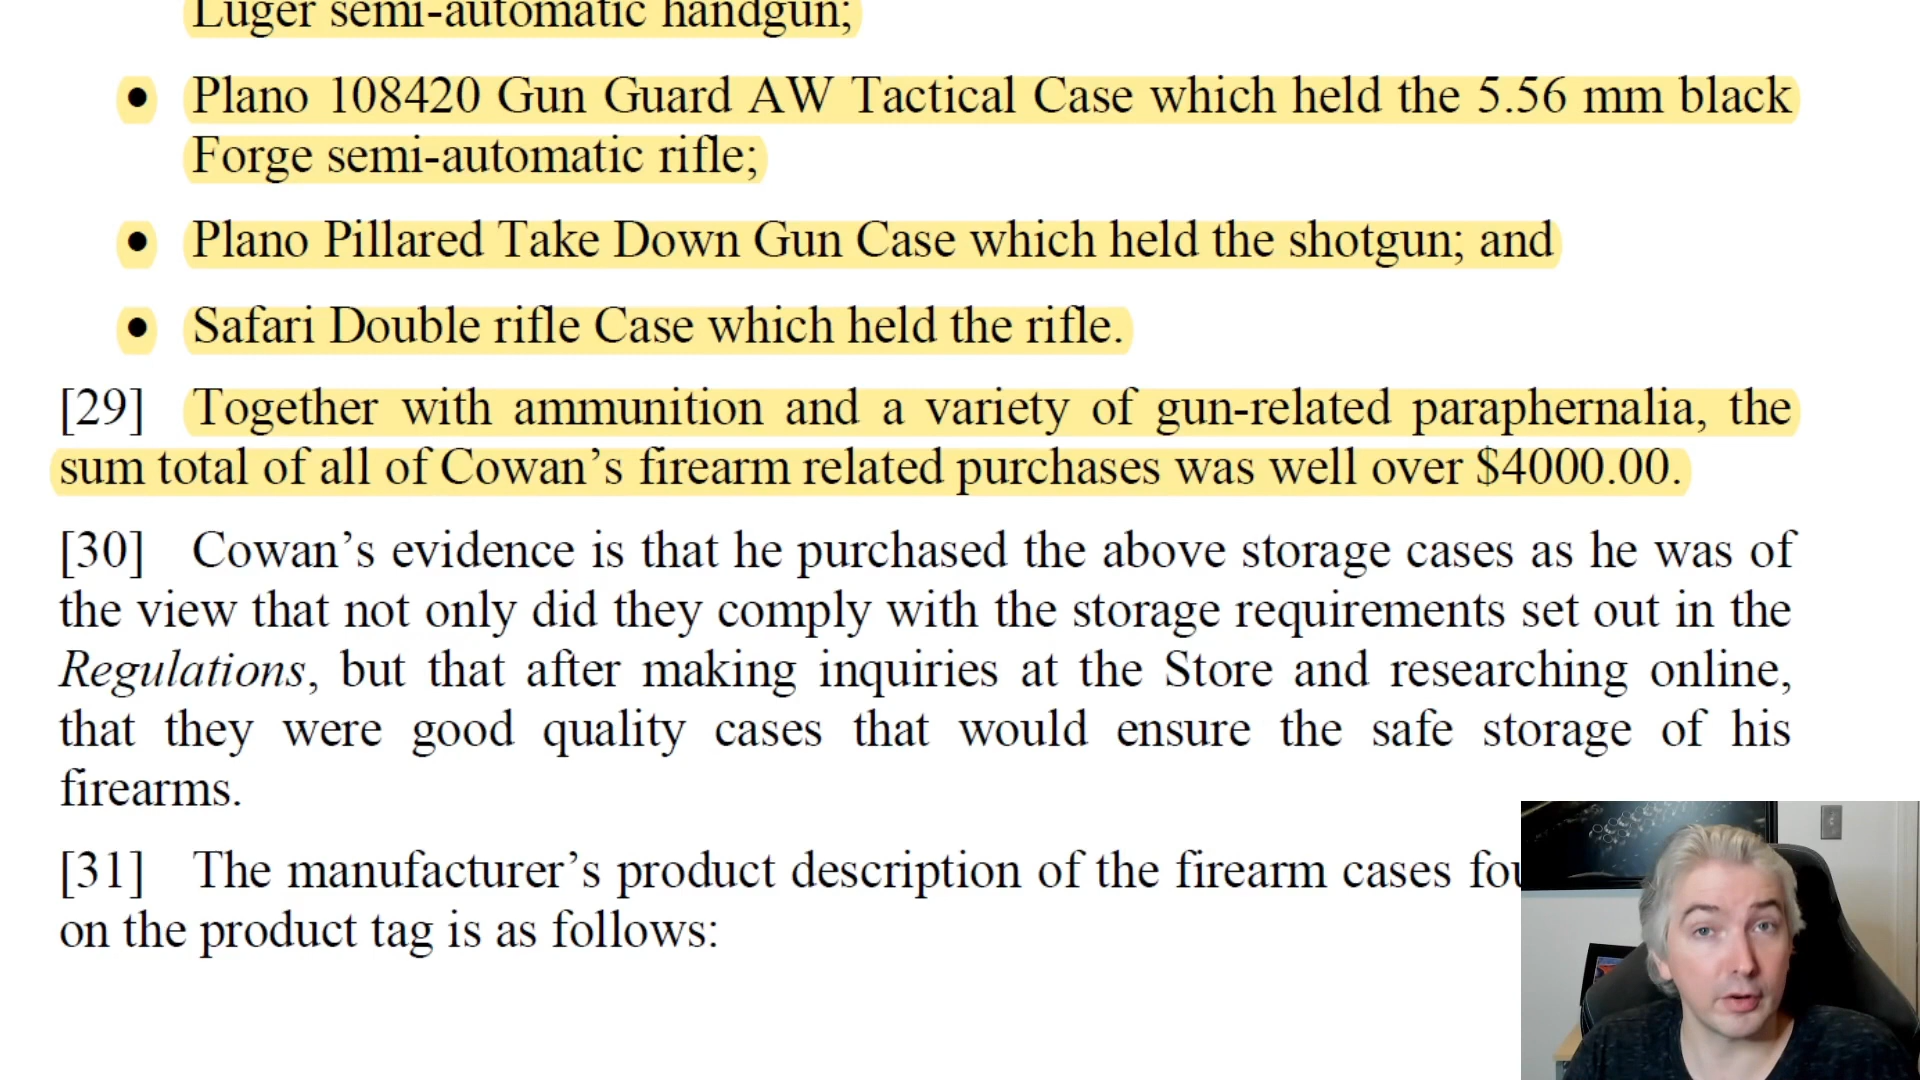 Luger semi-automatic handgun;
• Plano 108420 Gun Guard AW Tactical Case which held the 5.56 mm black
Forge semi-automatic rifle;
• Plano Pillared Take Down Gun Case which held the shotgun; and
• Safari Double rifle Case which held the rifle.
[29] Together with ammunition and a variety of gun-related paraphernalia, the
sum total of all of Cowan’s firearm related purchases was well over $4000.00.
[30] Cowan’s evidence is that he purchased the above storage cases as he was of
the view that not only did they comply with the storage requirements set out in the
Regulations, but that after making inquiries at the Store and researching online,
that they were good quality cases that would ensure the safe storage of his
firearms.
[31] The manufacturer’s product description of the firearm cases fou
on the product tag is as follows: